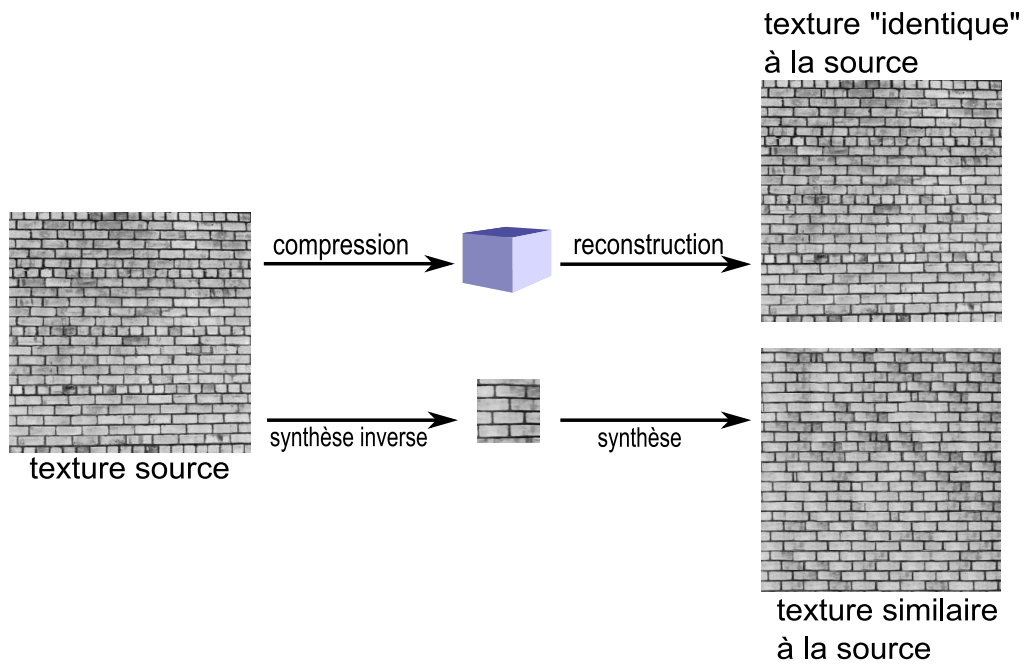 texture "identique"
à la source
compression
reconstruction
synthèse inverse
synthèse
texture source
texture similaire
à la source